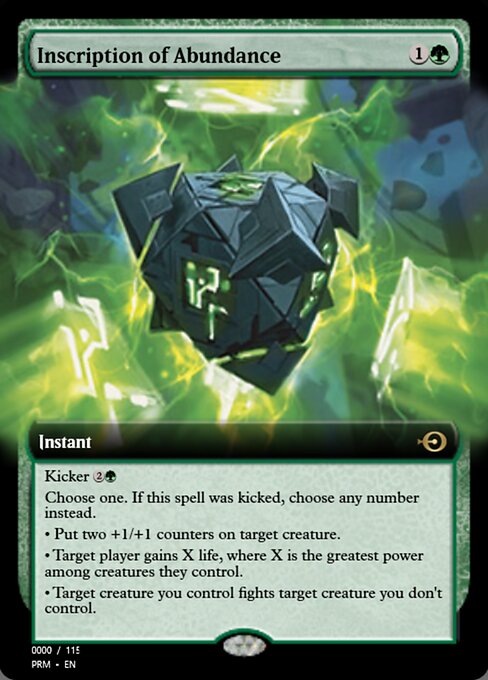 Inscription of Abundance 1
Instant
Kicker 2
Choose one. If this spell was kicked, choose any number
instead.
• Put two +1/+1 counters on target creature.
• Target player gains X life, where X is the greatest power
among creatures they control.
• Target creature you control fights target creature you don't
control.
0000 / 115
PRM • EN